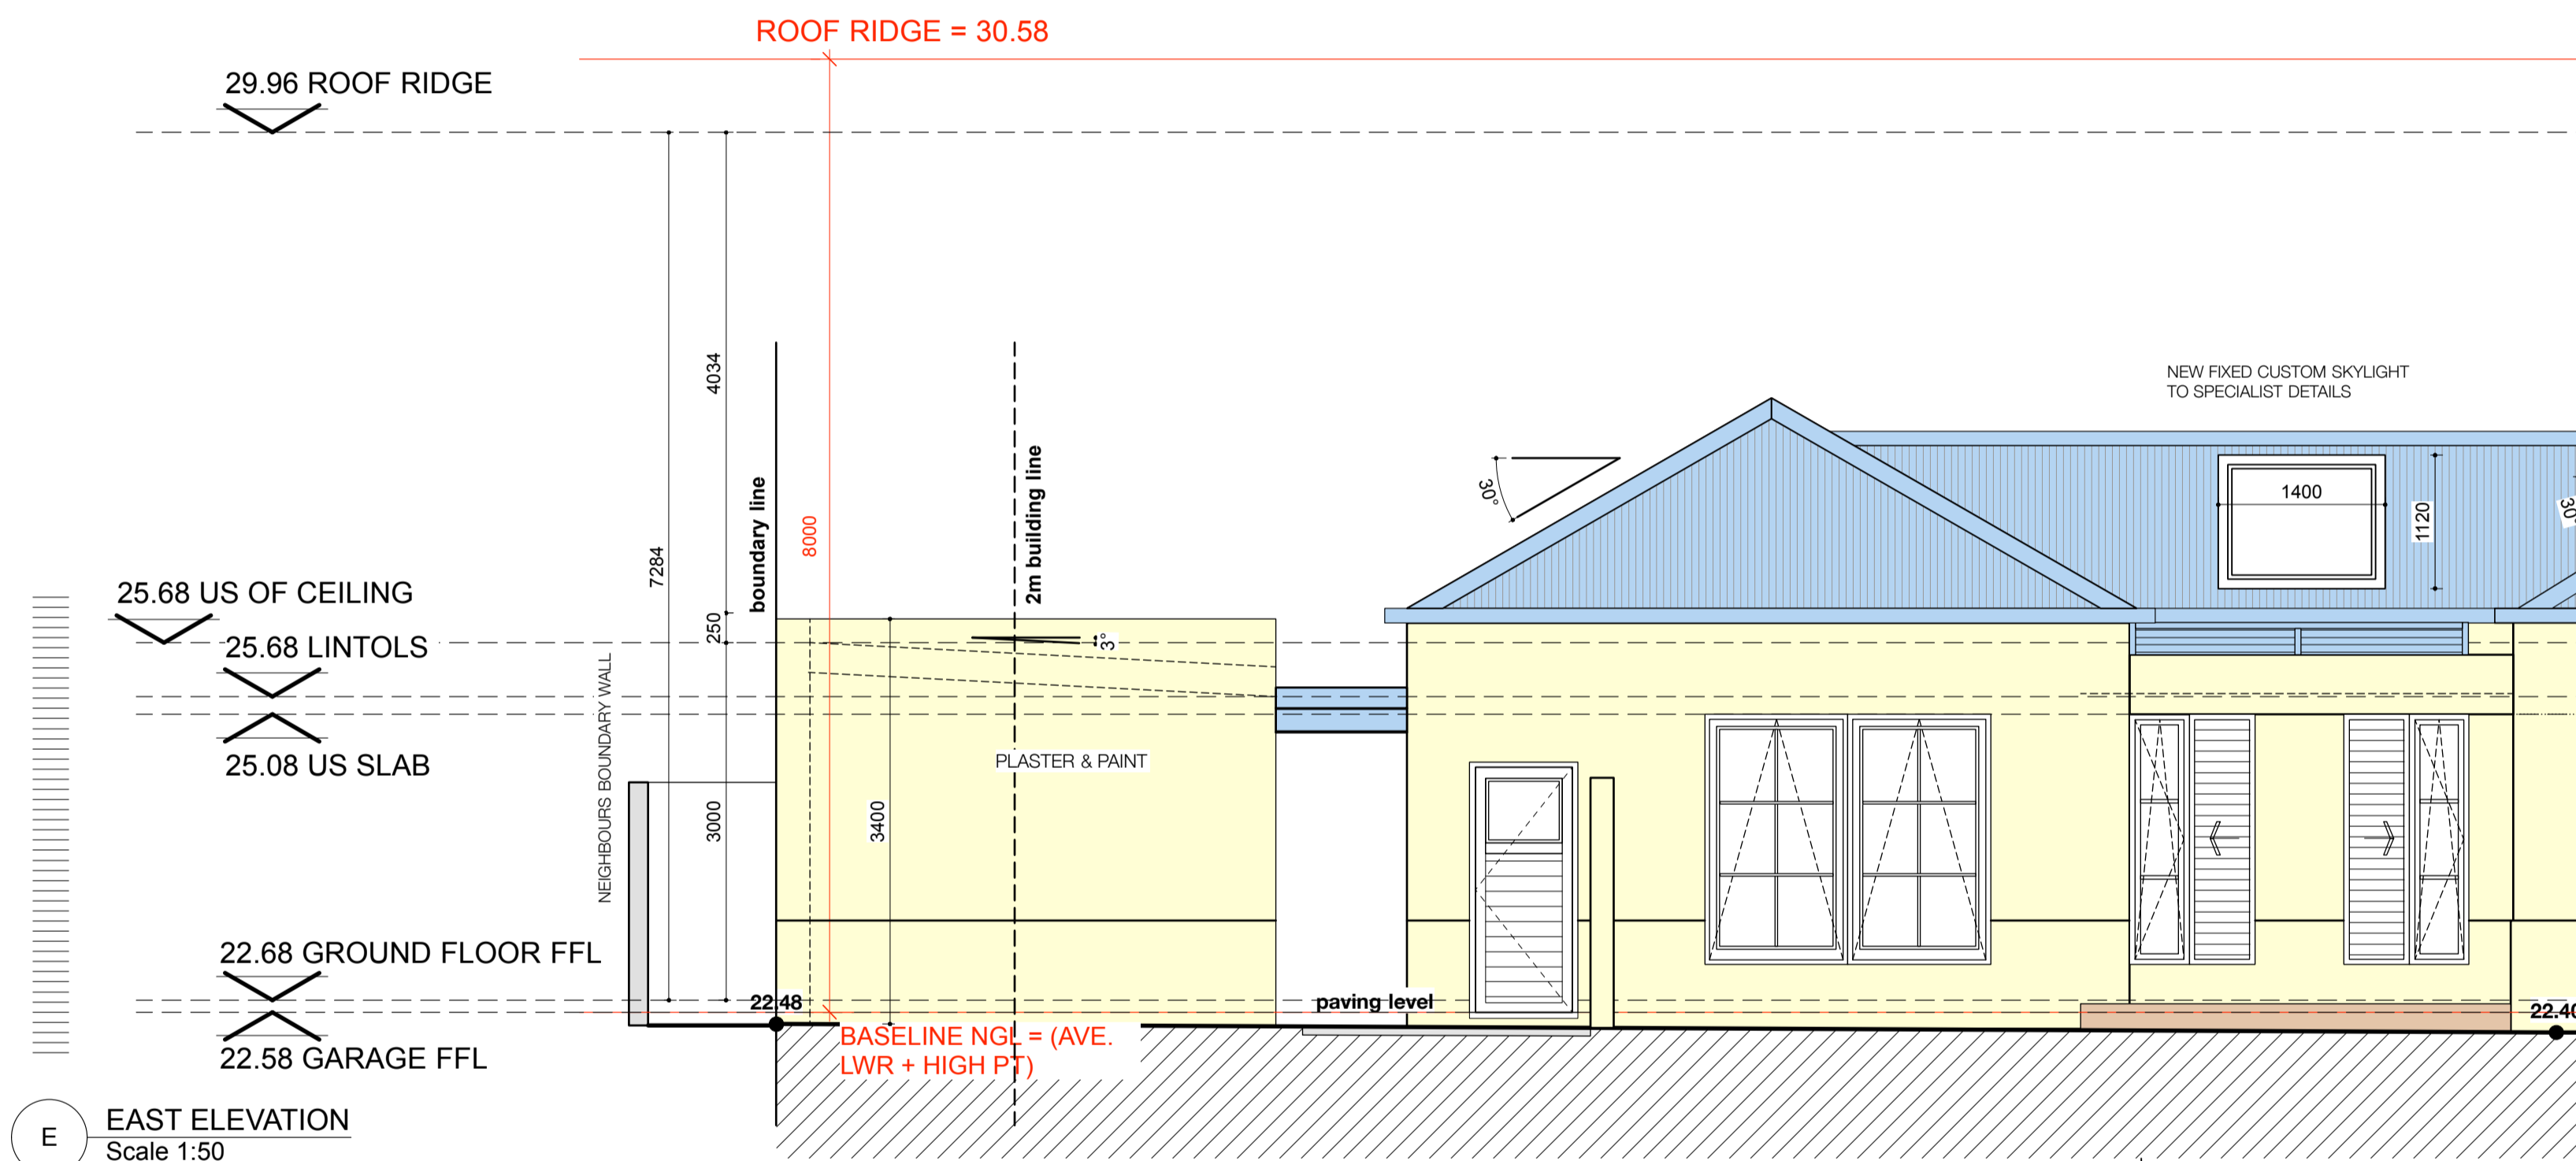 ROOF RIDGE = 30.58
29.96 ROOF RIDGE
4034
7284
8000
250
3000
3400
boundary line
2m building line
NEIGHBOURS BOUNDARY WALL
25.68 US OF CEILING
25.68 LINTOLS
25.08 US SLAB
22.68 GROUND FLOOR FFL
22.58 GARAGE FFL
3°
PLASTER & PAINT
30°
NEW FIXED CUSTOM SKYLIGHT
TO SPECIALIST DETAILS
1400
1120
30°
22.48
paving level
22.40
BASELINE NGL = (AVE.
LWR + HIGH PT)
E
EAST ELEVATION
Scale 1:50